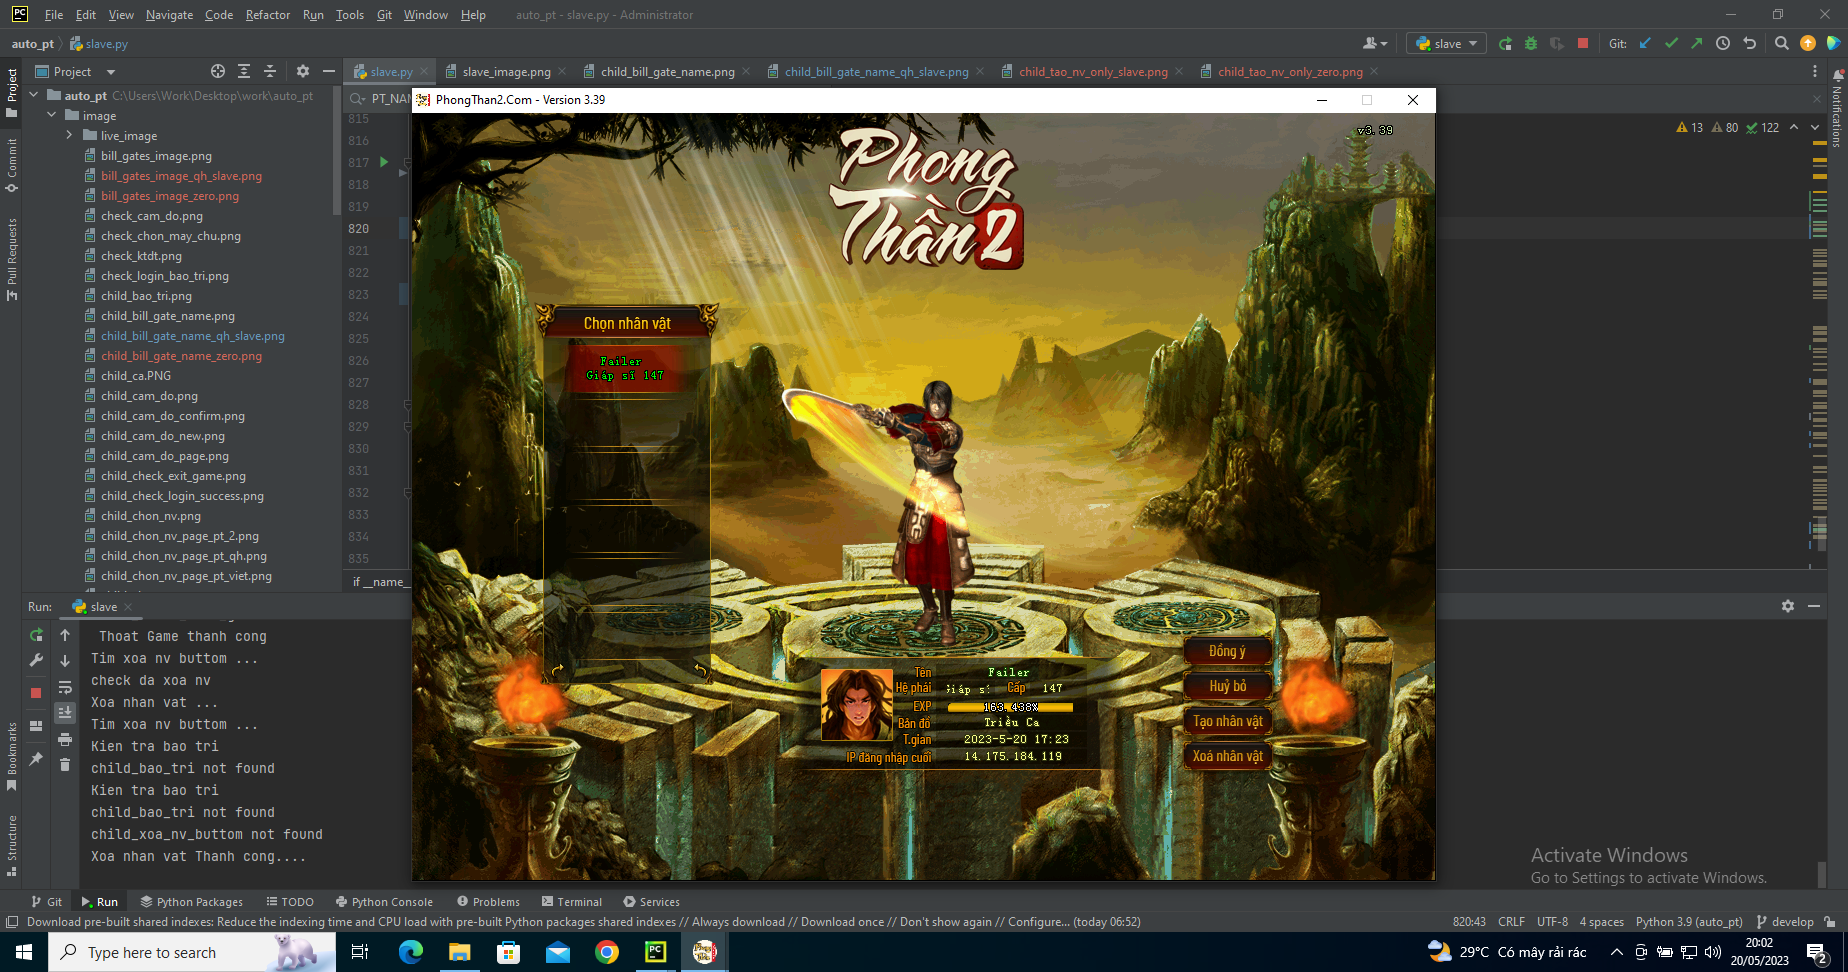 File Edit View Navigate Code Refactor Run Tools Git Window Help auto_pt - slave.py - Administrator
auto_pt slave.py
slave Git:
Project
slave.py slave_image.png child_bill_gate_name.png child_bill_gate_name_qh_slave.png child_tao_nv_only_slave.png child_tao_nv_only_zero.png
Project
Commit
Pull Requests
Bookmarks
Structure
Notifications
auto_pt C:\Users\Work\Desktop\work\auto_pt
image
live_image
bill_gates_image.png
bill_gates_image_qh_slave.png
bill_gates_image_zero.png
check_cam_do.png
check_chon_may_chu.png
check_ktdt.png
check_login_bao_tri.png
child_bao_tri.png
child_bill_gate_name.png
child_bill_gate_name_qh_slave.png
child_bill_gate_name_zero.png
child_ca.PNG
child_cam_do.png
child_cam_do_confirm.png
child_cam_do_new.png
child_cam_do_page.png
child_check_exit_game.png
child_check_login_success.png
child_chon_nv.png
child_chon_nv_page_pt_2.png
child_chon_nv_page_pt_qh.png
child_chon_nv_page_pt_viet.png
PT_NAM
13 80 122
815
816
817
818
819
820
821
822
823
824
825
826
827
828
829
830
831
832
833
834
835
if __name_
PhongThan2.Com - Version 3.39
v3.39
Phong
Thần 2
Chọn nhân vật
Failer
Giáp sĩ 147
Tên Failer
Hệ phái Giáp sĩ Cấp 147
EXP 163.438%
Bản đồ Triều Ca
T.gian 2023-5-20 17:23
IP đăng nhập cuối 14.175.184.119
Đồng ý
Huỷ bỏ
Tạo nhân vật
Xoá nhân vật
Run: slave
Thoat Game thanh cong
Tim xoa nv buttom ...
check da xoa nv
Xoa nhan vat ...
Tim xoa nv buttom ...
Kien tra bao tri
child_bao_tri not found
Kien tra bao tri
child_bao_tri not found
child_xoa_nv_buttom not found
Xoa nhan vat Thanh cong....
Activate Windows
Go to Settings to activate Windows.
Git Run Python Packages TODO Python Console Problems Terminal Services
Download pre-built shared indexes: Reduce the indexing time and CPU load with pre-built Python packages shared indexes // Always download // Download once // Don't show again // Configure... (today 06:52)
820:43 CRLF UTF-8 4 spaces Python 3.9 (auto_pt) develop
Type here to search
29°C Có mây rải rác
20:02
20/05/2023
2